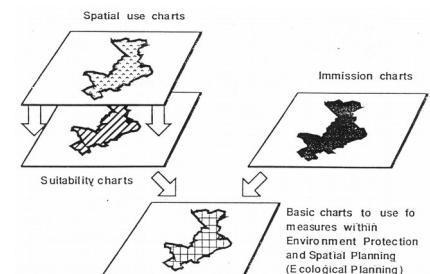 Spatial use charts
Immission charts
Suitability charts
Basic charts to use fo
measures within
Environment Protection
and Spatial Planning
(Ecological Planning)